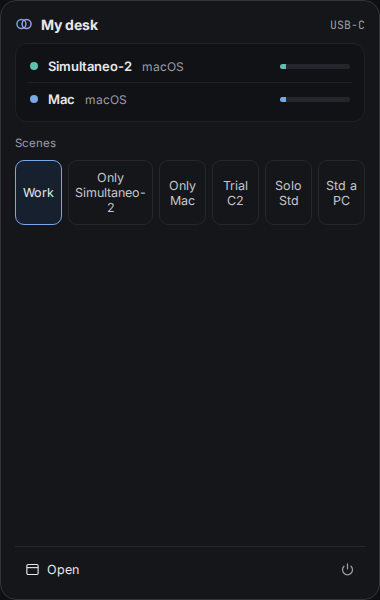 My desk
USB-C
Simultaneo-2 macOS
Mac macOS
Scenes
Work
Only
Simultaneo-
2
Only
Mac
Trial
C2
Solo
Std
Std a
PC
Open